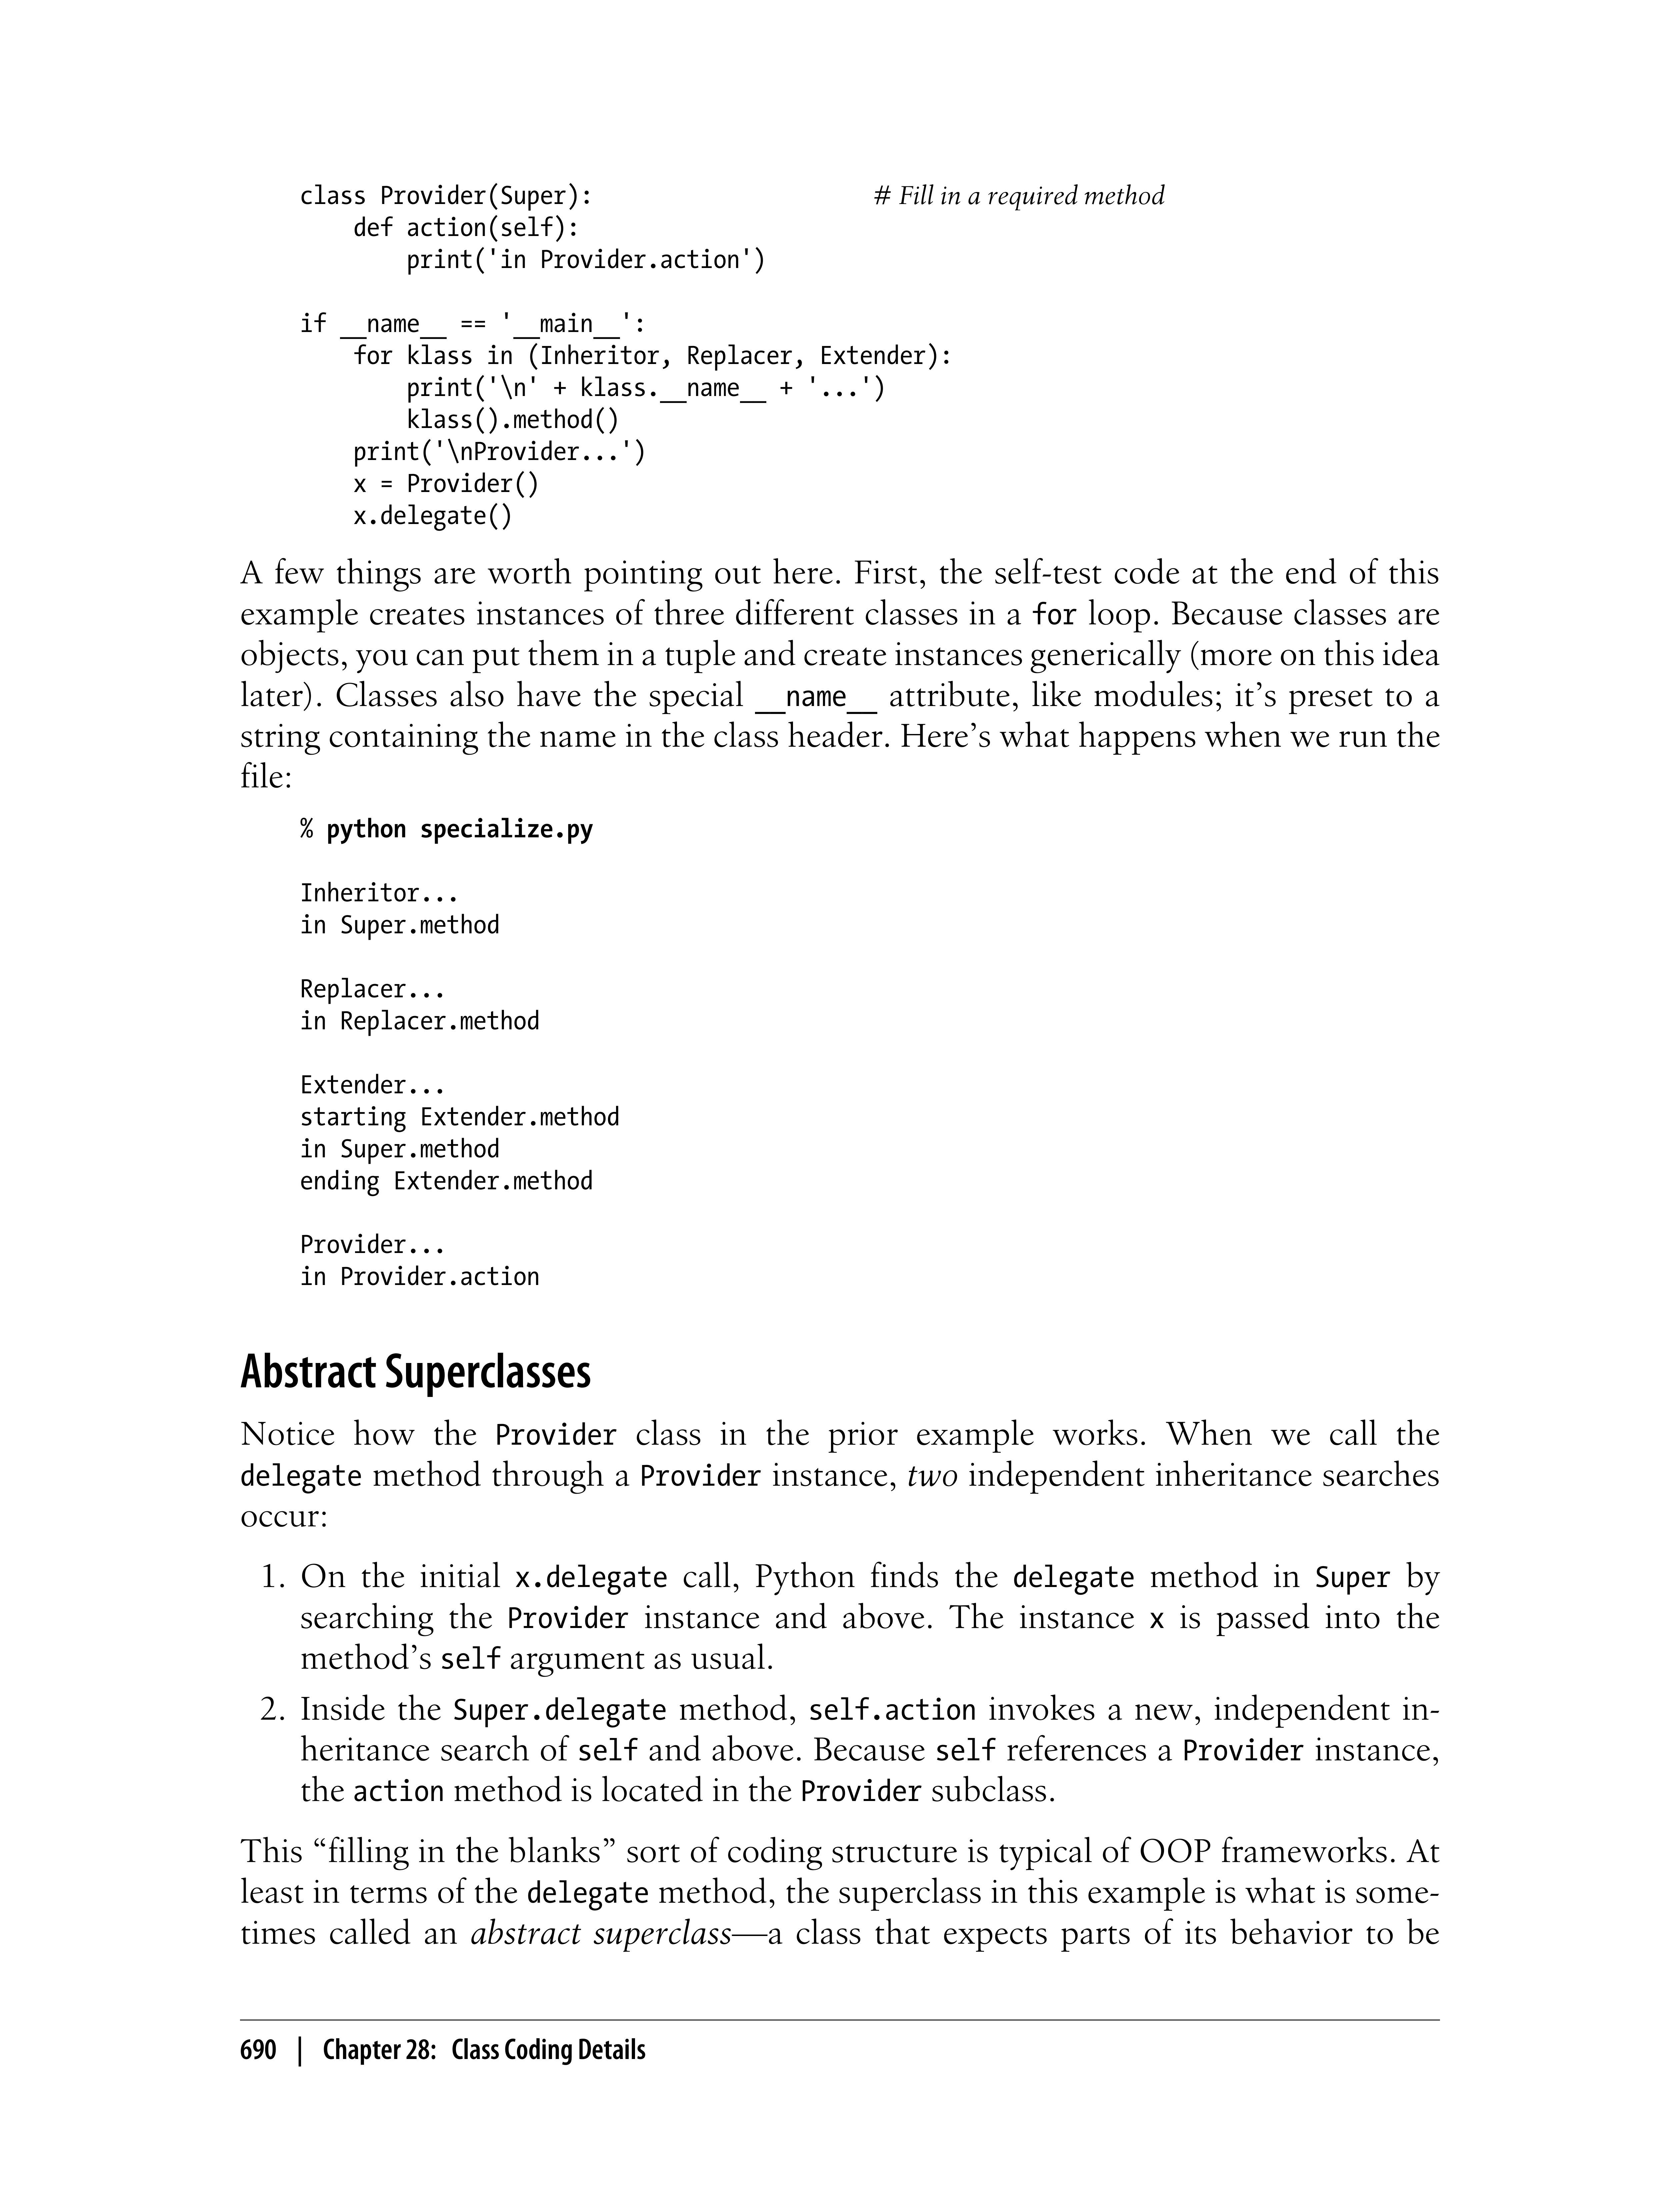 class Provider(Super):                     # Fill in a required method
    def action(self):
        print('in Provider.action')

if __name__ == '__main__':
    for klass in (Inheritor, Replacer, Extender):
        print('\n' + klass.__name__ + '...')
        klass().method()
    print('\nProvider...')
    x = Provider()
    x.delegate()
A few things are worth pointing out here. First, the self-test code at the end of this
example creates instances of three different classes in a for loop. Because classes are
objects, you can put them in a tuple and create instances generically (more on this idea
later). Classes also have the special __name__ attribute, like modules; it’s preset to a
string containing the name in the class header. Here’s what happens when we run the
file:
% python specialize.py

Inheritor...
in Super.method

Replacer...
in Replacer.method

Extender...
starting Extender.method
in Super.method
ending Extender.method

Provider...
in Provider.action

Abstract Superclasses
Notice how the Provider class in the prior example works. When we call the
delegate method through a Provider instance, two independent inheritance searches
occur:
1. On the initial x.delegate call, Python finds the delegate method in Super by
searching the Provider instance and above. The instance x is passed into the
method’s self argument as usual.
2. Inside the Super.delegate method, self.action invokes a new, independent in-
heritance search of self and above. Because self references a Provider instance,
the action method is located in the Provider subclass.
This “filling in the blanks” sort of coding structure is typical of OOP frameworks. At
least in terms of the delegate method, the superclass in this example is what is some-
times called an abstract superclass—a class that expects parts of its behavior to be
690 | Chapter 28: Class Coding Details